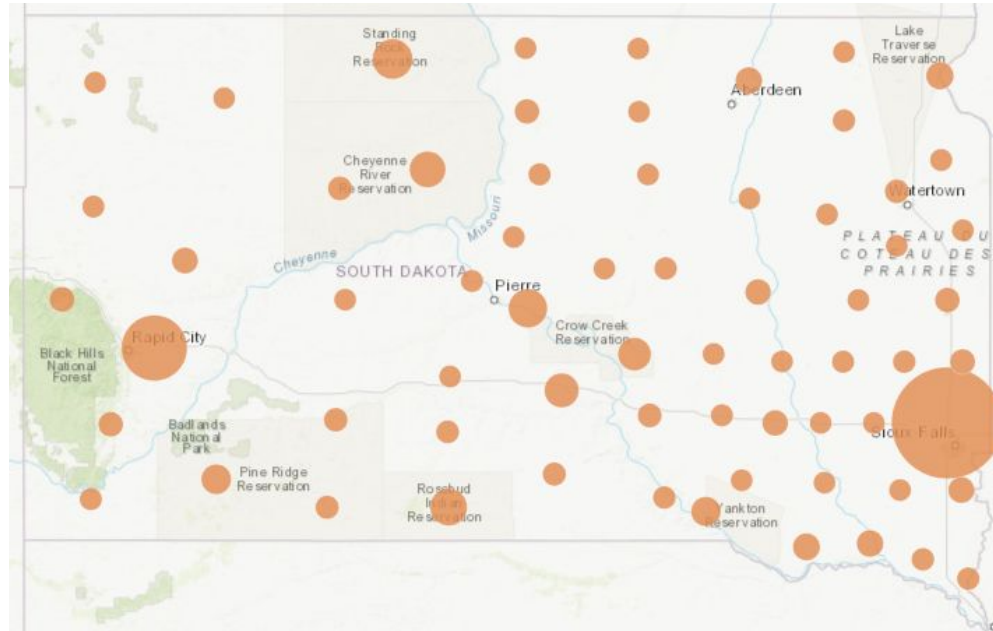 Standing
Rock
Reservation
Lake
Traverse
Reservation
Aberdeen
Cheyenne
River
Reservation
Watertown
Missouri
PLATEAU DU
COTEAU DES
PRAIRIES
Cheyenne
SOUTH DAKOTA
Pierre
Crow Creek
Reservation
Rapid City
Black Hills
National
Forest
Badlands
National
Park
Sioux Falls
Pine Ridge
Reservation
Rosebud
Indian
Reservation
Yankton
Reservation